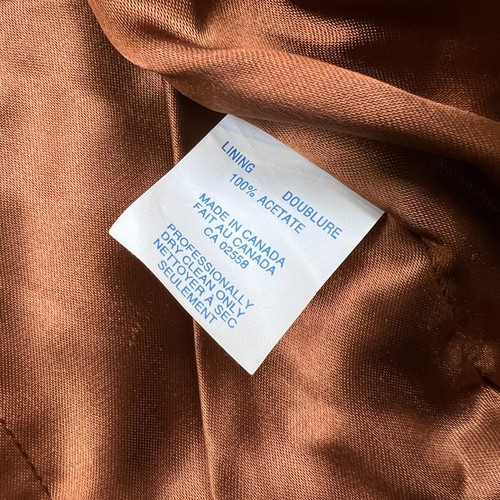 LINING DOUBLURE
100% ACETATE
MADE IN CANADA
FAIT AU CANADA
CA 02558
PROFESSIONALLY
DRY CLEAN ONLY
NETTOYER A SEC
SEULEMENT